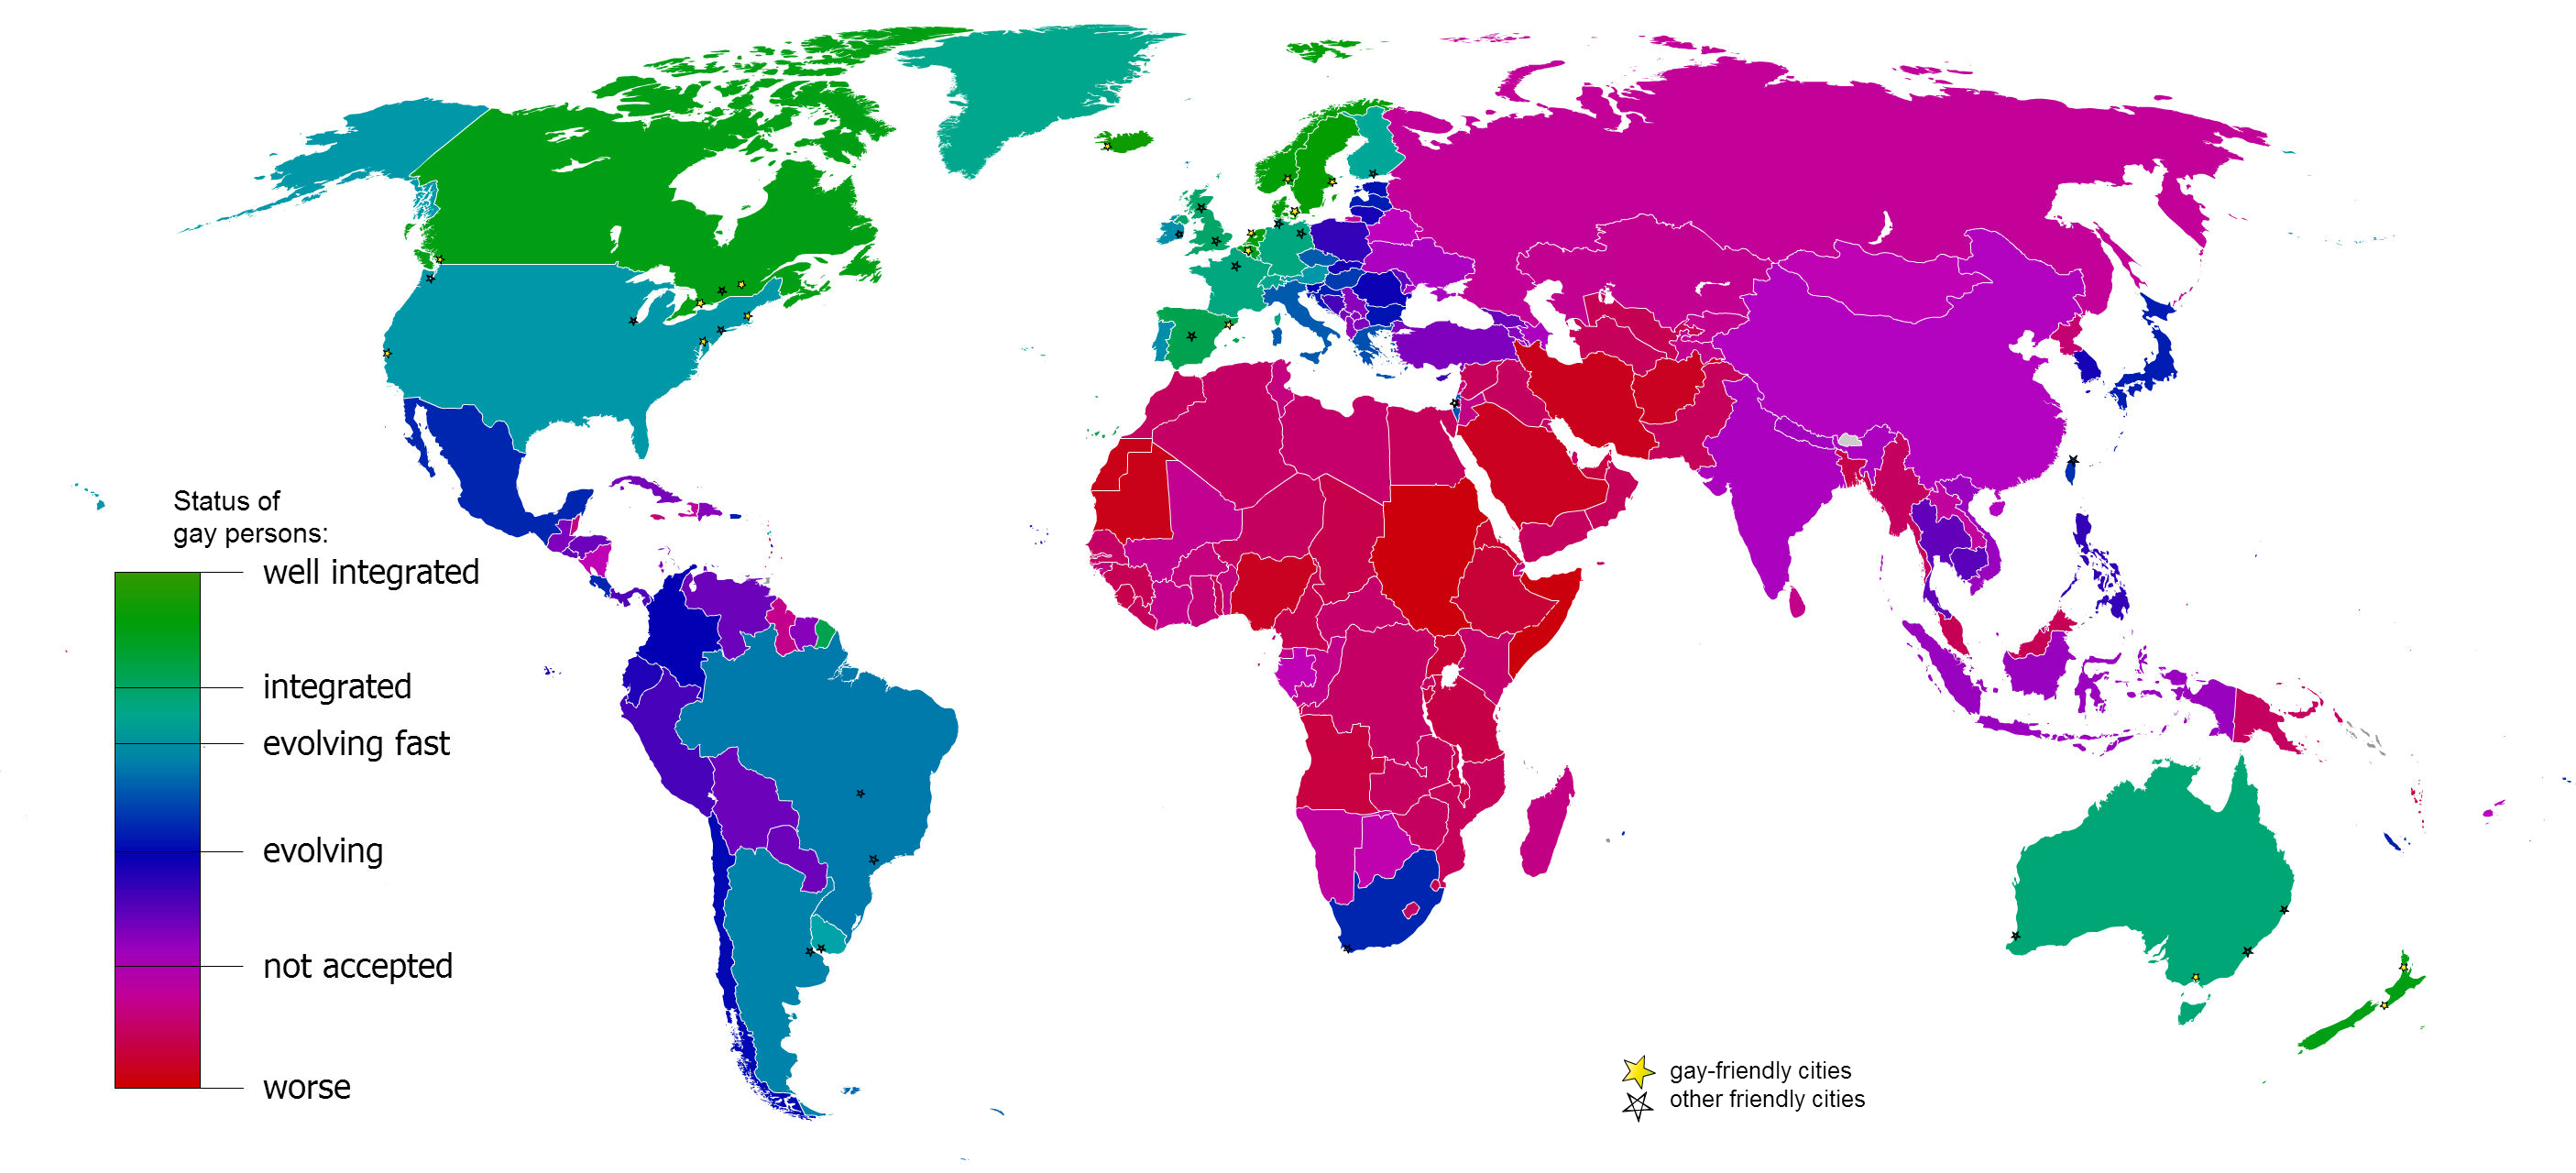 Status of
gay persons:
well integrated
integrated
evolving fast
evolving
not accepted
worse
gay-friendly cities
other friendly cities